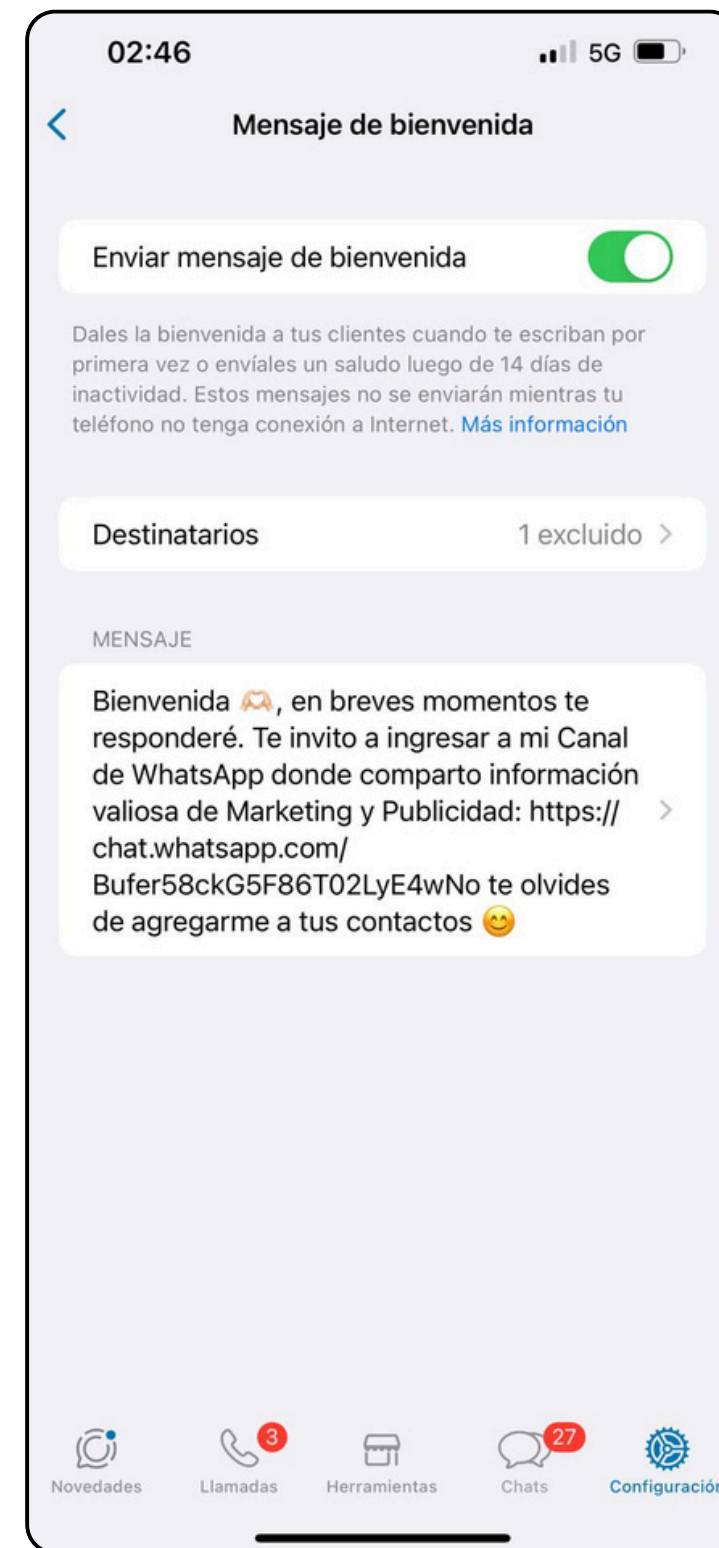 02:46
5G
Mensaje de bienvenida
Enviar mensaje de bienvenida
Dales la bienvenida a tus clientes cuando te escriban por
primera vez o envíales un saludo luego de 14 días de
inactividad. Estos mensajes no se enviarán mientras tu
teléfono no tenga conexión a Internet. Más información
Destinatarios 1 excluido
MENSAJE
Bienvenida 🫶🏻, en breves momentos te
responderé. Te invito a ingresar a mi Canal
de WhatsApp donde comparto información
valiosa de Marketing y Publicidad: https://
chat.whatsapp.com/
Bufer58ckG5F86T02LyE4wNo te olvides
de agregarme a tus contactos 😊
3
27
Novedades Llamadas Herramientas Chats Configuración